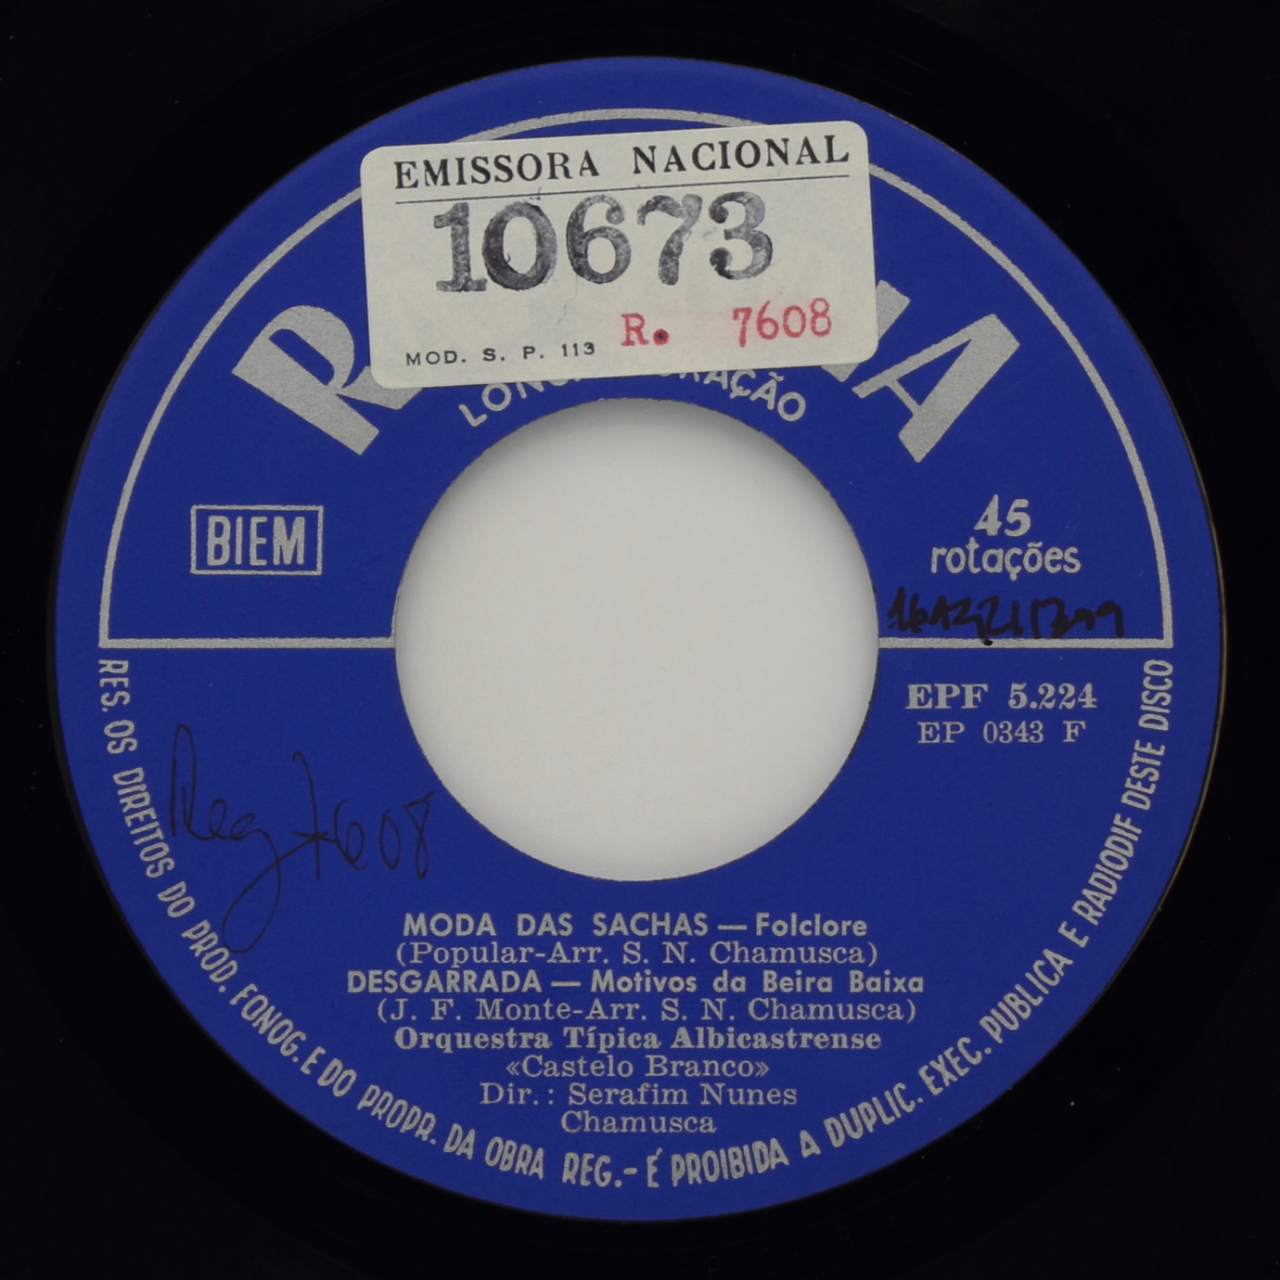 EMISSORA NACIONAL
10673
R. 7608
MOD. S. P. 113
BIEM
45
rotações
EPF 5.224
EP 0343 F
Reg 7608
MODA DAS SACHAS — Folclore
(Popular-Arr. S. N. Chamusca)
DESGARRADA — Motivos da Beira Baixa
(J. F. Monte-Arr. S. N. Chamusca)
Orquestra Típica Albicastrense
«Castelo Branco»
Dir.: Serafim Nunes
Chamusca
RES. OS DIREITOS DO PROD. FONOG. E DO PROPR. DA OBRA REG.- É PROIBIDA A DUPLIC. EXEC. PUBLICA E RADIODIF DESTE DISCO